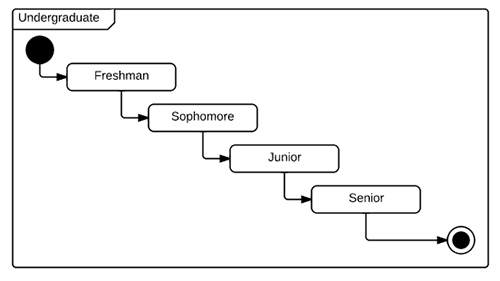 Undergraduate
Freshman
Sophomore
Junior
Senior